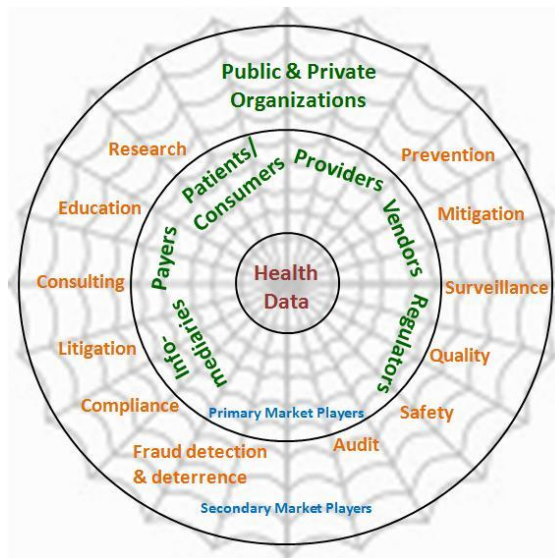 Public & Private
Organizations
Research
Patients/
Consumers
Providers
Prevention
Education
Vendors
Mitigation
Payers
Health
Data
Consulting
Surveillance
Info-
mediaries
Regulators
Litigation
Quality
Compliance
Primary Market Players
Safety
Fraud detection
& deterrence
Audit
Secondary Market Players